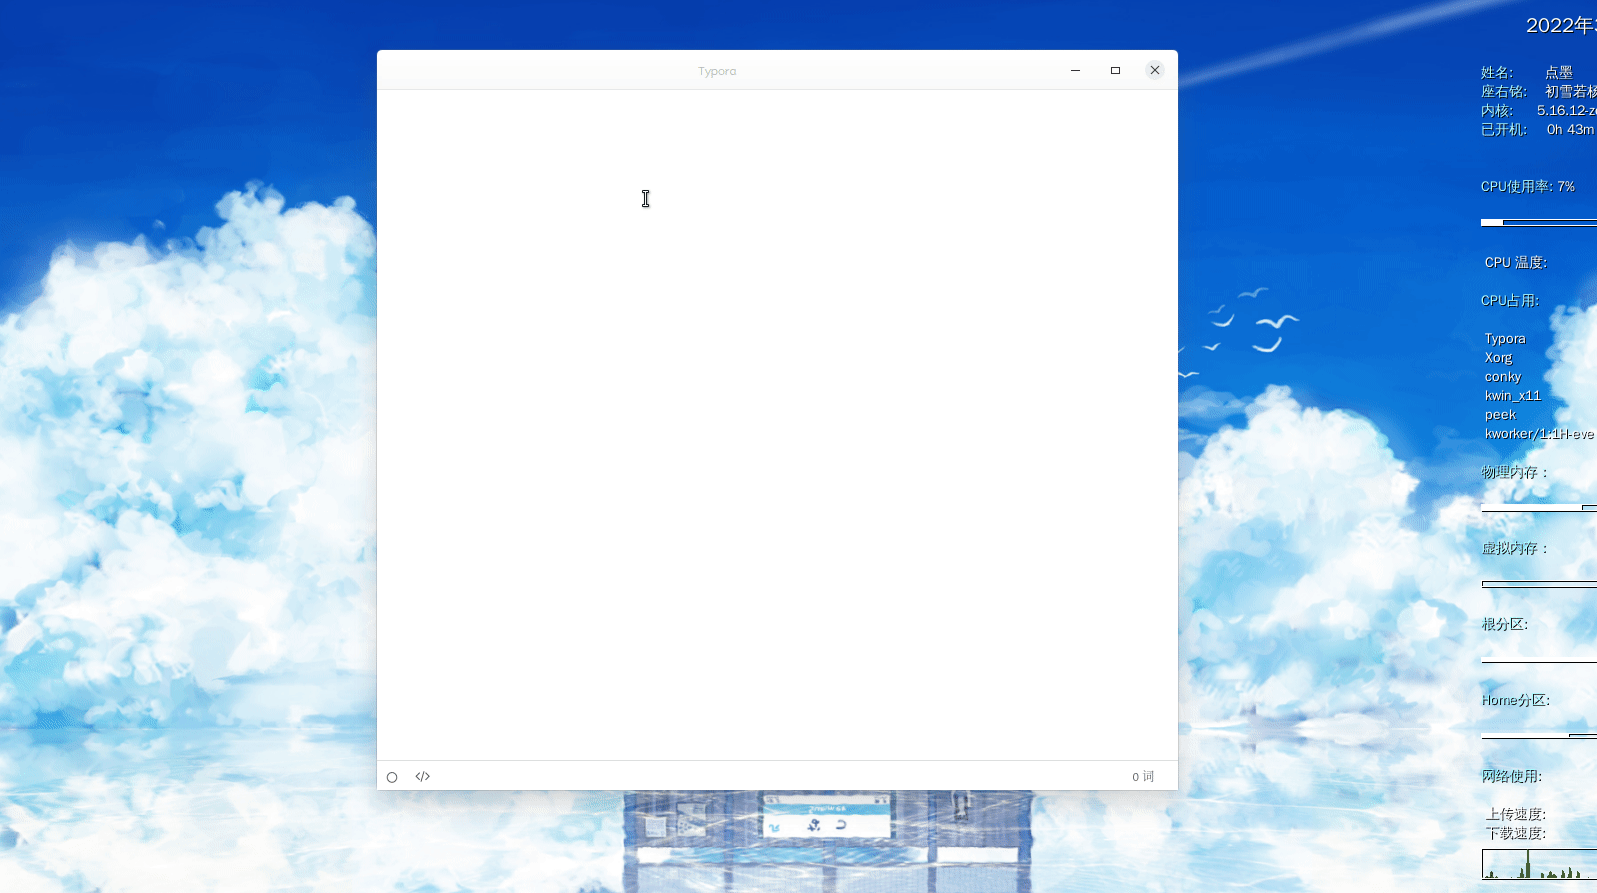 Typora
</>
0 词
2022年
姓名: 点墨
座右铭: 初雪若
内核: 5.16.12-z
已开机: 0h 43m
CPU使用率: 7%
CPU 温度:
CPU占用:
Typora
Xorg
conky
kwin_x11
peek
kworker/1:1H-eve
物理内存：
虚拟内存：
根分区:
Home分区:
网络使用:
上传速度:
下载速度: